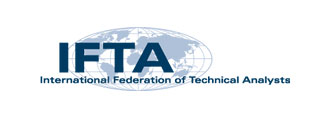 IFTA
International Federation of Technical Analysts